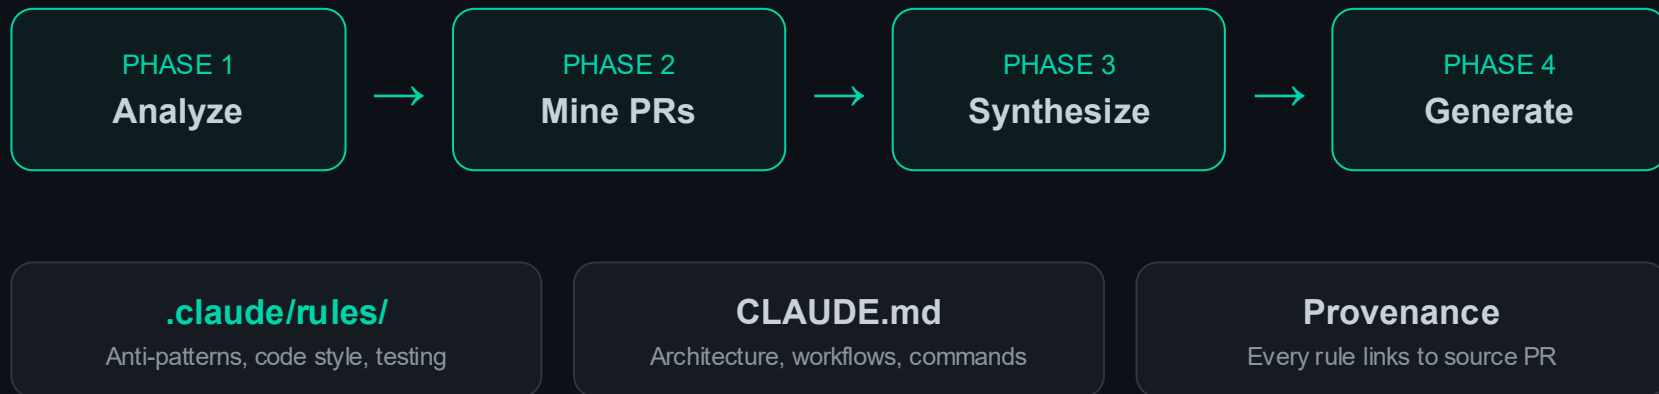 PHASE 1
Analyze
→
PHASE 2
Mine PRs
→
PHASE 3
Synthesize
→
PHASE 4
Generate
.claude/rules/
Anti-patterns, code style, testing
CLAUDE.md
Architecture, workflows, commands
Provenance
Every rule links to source PR